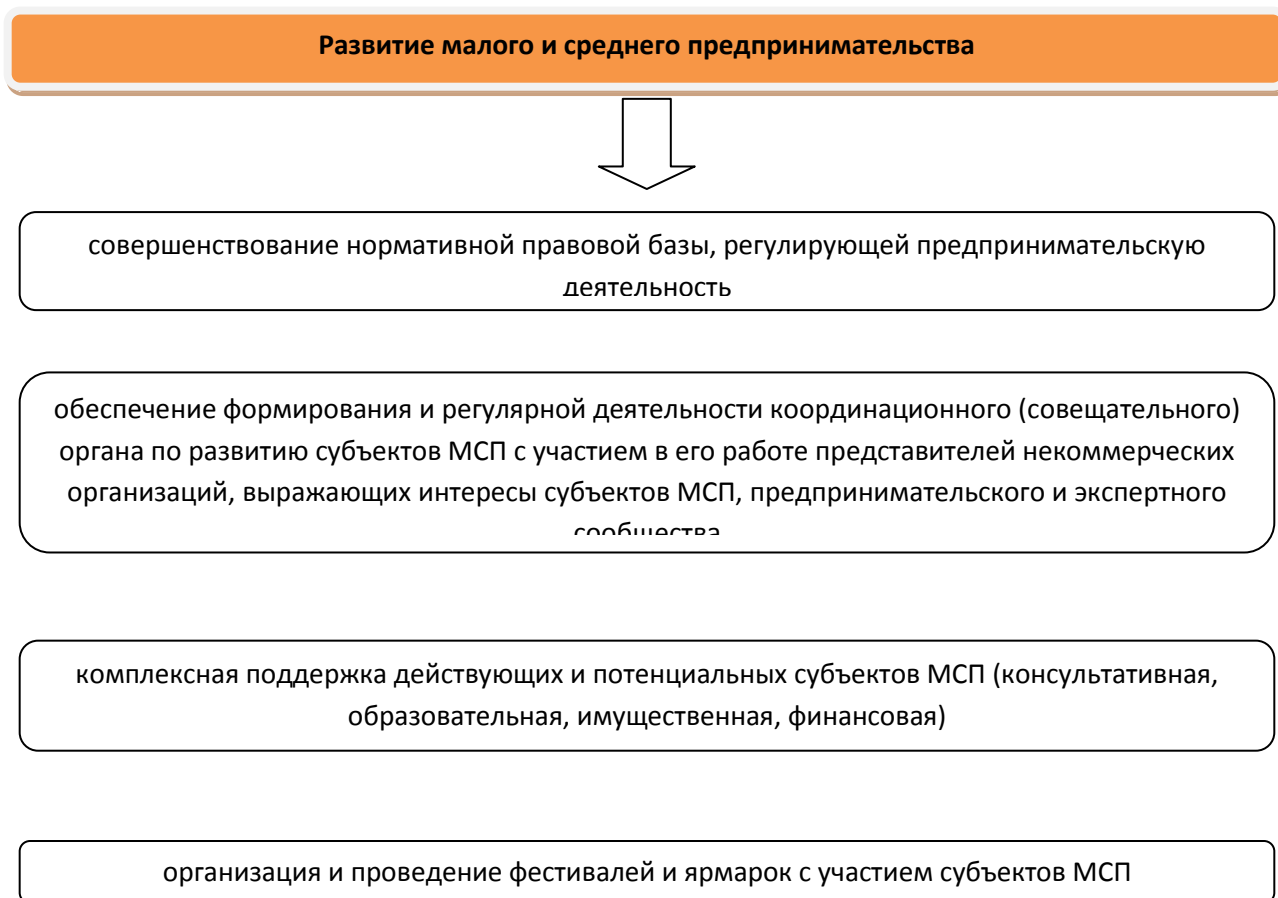 Развитие малого и среднего предпринимательства
совершенствование нормативной правовой базы, регулирующей предпринимательскую
деятельность
обеспечение формирования и регулярной деятельности координационного (совещательного)
органа по развитию субъектов МСП с участием в его работе представителей некоммерческих
организаций, выражающих интересы субъектов МСП, предпринимательского и экспертного
сообщества
комплексная поддержка действующих и потенциальных субъектов МСП (консультативная,
образовательная, имущественная, финансовая)
организация и проведение фестивалей и ярмарок с участием субъектов МСП